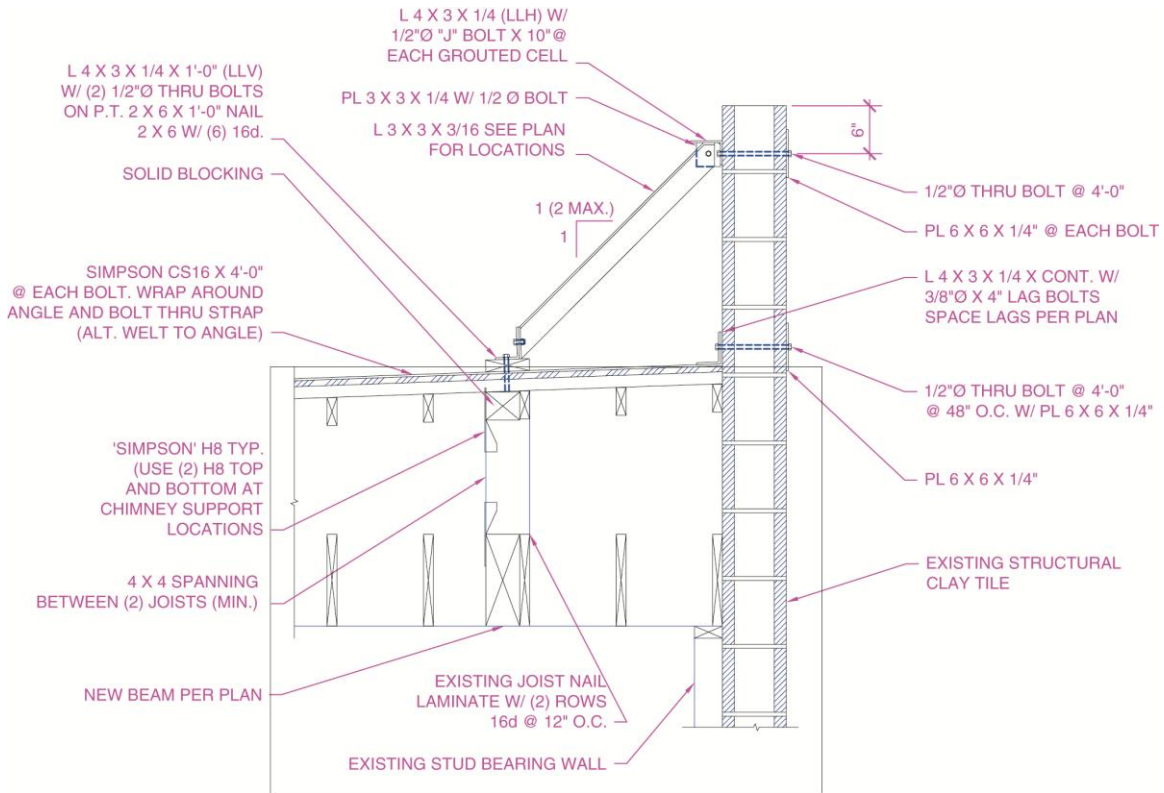 L 4 X 3 X 1/4 (LLH) W/
1/2"Ø "J" BOLT X 10"@
EACH GROUTED CELL
L 4 X 3 X 1/4 X 1'-0" (LLV)
W/ (2) 1/2"Ø THRU BOLTS
ON P.T. 2 X 6 X 1'-0" NAIL
2 X 6 W/ (6) 16d.
PL 3 X 3 X 1/4 W/ 1/2 Ø BOLT
L 3 X 3 X 3/16 SEE PLAN
FOR LOCATIONS
6"
SOLID BLOCKING
1/2"Ø THRU BOLT @ 4'-0"
1 (2 MAX.)
1
PL 6 X 6 X 1/4" @ EACH BOLT
SIMPSON CS16 X 4'-0"
@ EACH BOLT. WRAP AROUND
ANGLE AND BOLT THRU STRAP
(ALT. WELT TO ANGLE)
L 4 X 3 X 1/4 X CONT. W/
3/8"Ø X 4" LAG BOLTS
SPACE LAGS PER PLAN
1/2"Ø THRU BOLT @ 4'-0"
@ 48" O.C. W/ PL 6 X 6 X 1/4"
'SIMPSON' H8 TYP.
(USE (2) H8 TOP
AND BOTTOM AT
CHIMNEY SUPPORT
LOCATIONS
PL 6 X 6 X 1/4"
4 X 4 SPANNING
BETWEEN (2) JOISTS (MIN.)
EXISTING STRUCTURAL
CLAY TILE
NEW BEAM PER PLAN
EXISTING JOIST NAIL
LAMINATE W/ (2) ROWS
16d @ 12" O.C.
EXISTING STUD BEARING WALL